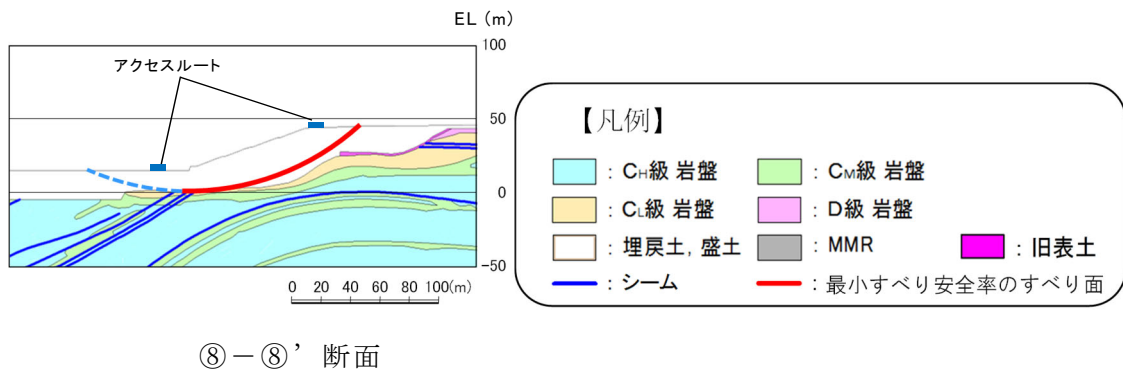 EL (m)
100
アクセスルート
50
0
-50
0 20 40 60 80 100(m)
⑧－⑧’断面
【凡例】
：CH級 岩盤
：CM級 岩盤
：CL級 岩盤
：D級 岩盤
：埋戻土，盛土
：MMR
：旧表土
：シーム
：最小すべり安全率のすべり面